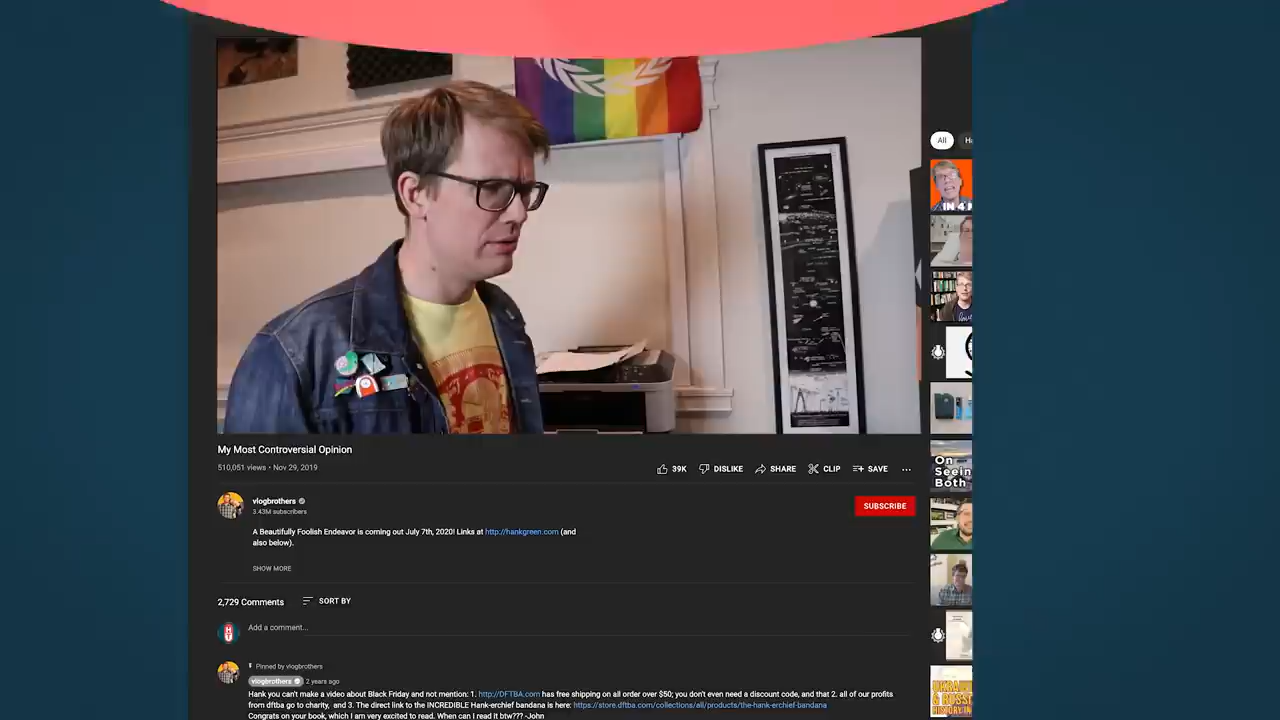 All
IN 4
My Most Controversial Opinion
510,051 views • Nov 29, 2019
39K
DISLIKE
SHARE
CLIP
SAVE
vlogbrothers
3.43M subscribers
SUBSCRIBE
A Beautifully Foolish Endeavor is coming out July 7th, 2020! Links at http://hankgreen.com (and
also below).
SHOW MORE
On
Seein
Both
2,729 Comments
SORT BY
Add a comment...
Pinned by vlogbrothers
vlogbrothers 2 years ago
Hank you can't make a video about Black Friday and not mention: 1. http://DFTBA.com has free shipping on all order over $50; you don't even need a discount code, and that 2. all of our profits
from dftba go to charity, and 3. The direct link to the INCREDIBLE Hank-erchief bandana is here: https://store.dftba.com/collections/all/products/the-hank-erchief-bandana
Congrats on your book, which I am very excited to read. When can I read it btw??? -John
UKRA
& RUSS
HISTORY IN